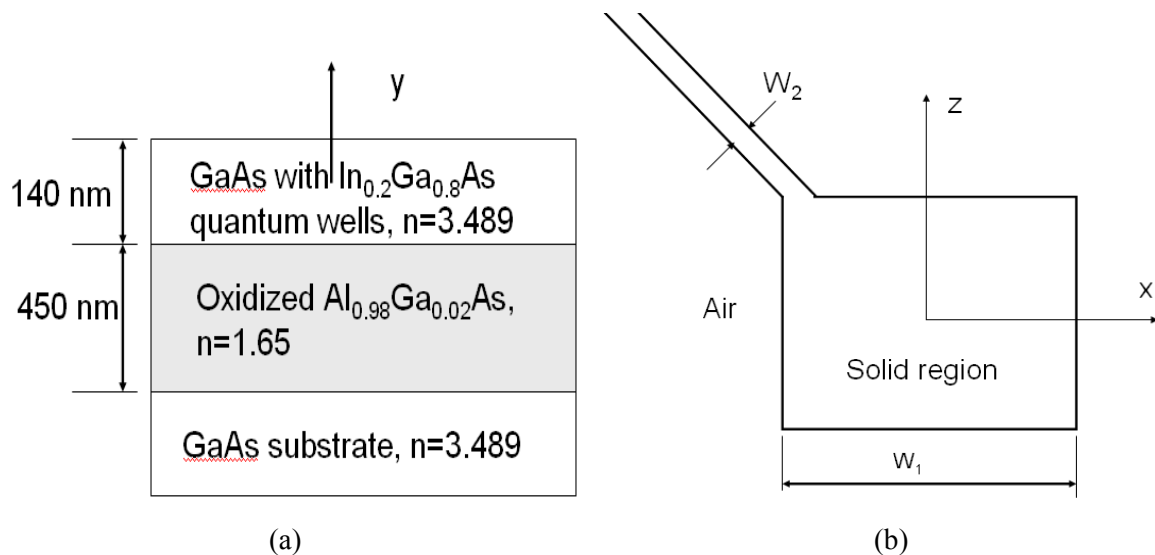 y
140 nm
GaAs with In0.2Ga0.8As
quantum wells, n=3.489
450 nm
Oxidized Al0.98Ga0.02As,
n=1.65
GaAs substrate, n=3.489
(a)
W2
z
x
Air
Solid region
w1
(b)